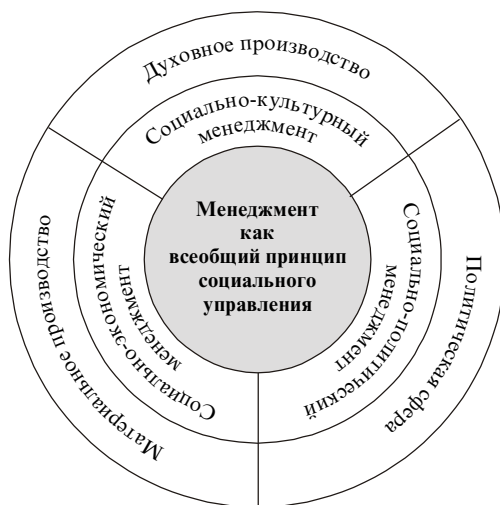 Духовное производство
Социально-культурный
менеджмент
Менеджмент
как
всеобщий принцип
социального
управления
Социально-экономический
менеджмент
Материальное производство
Социально-политический
менеджмент
Политическая сфера